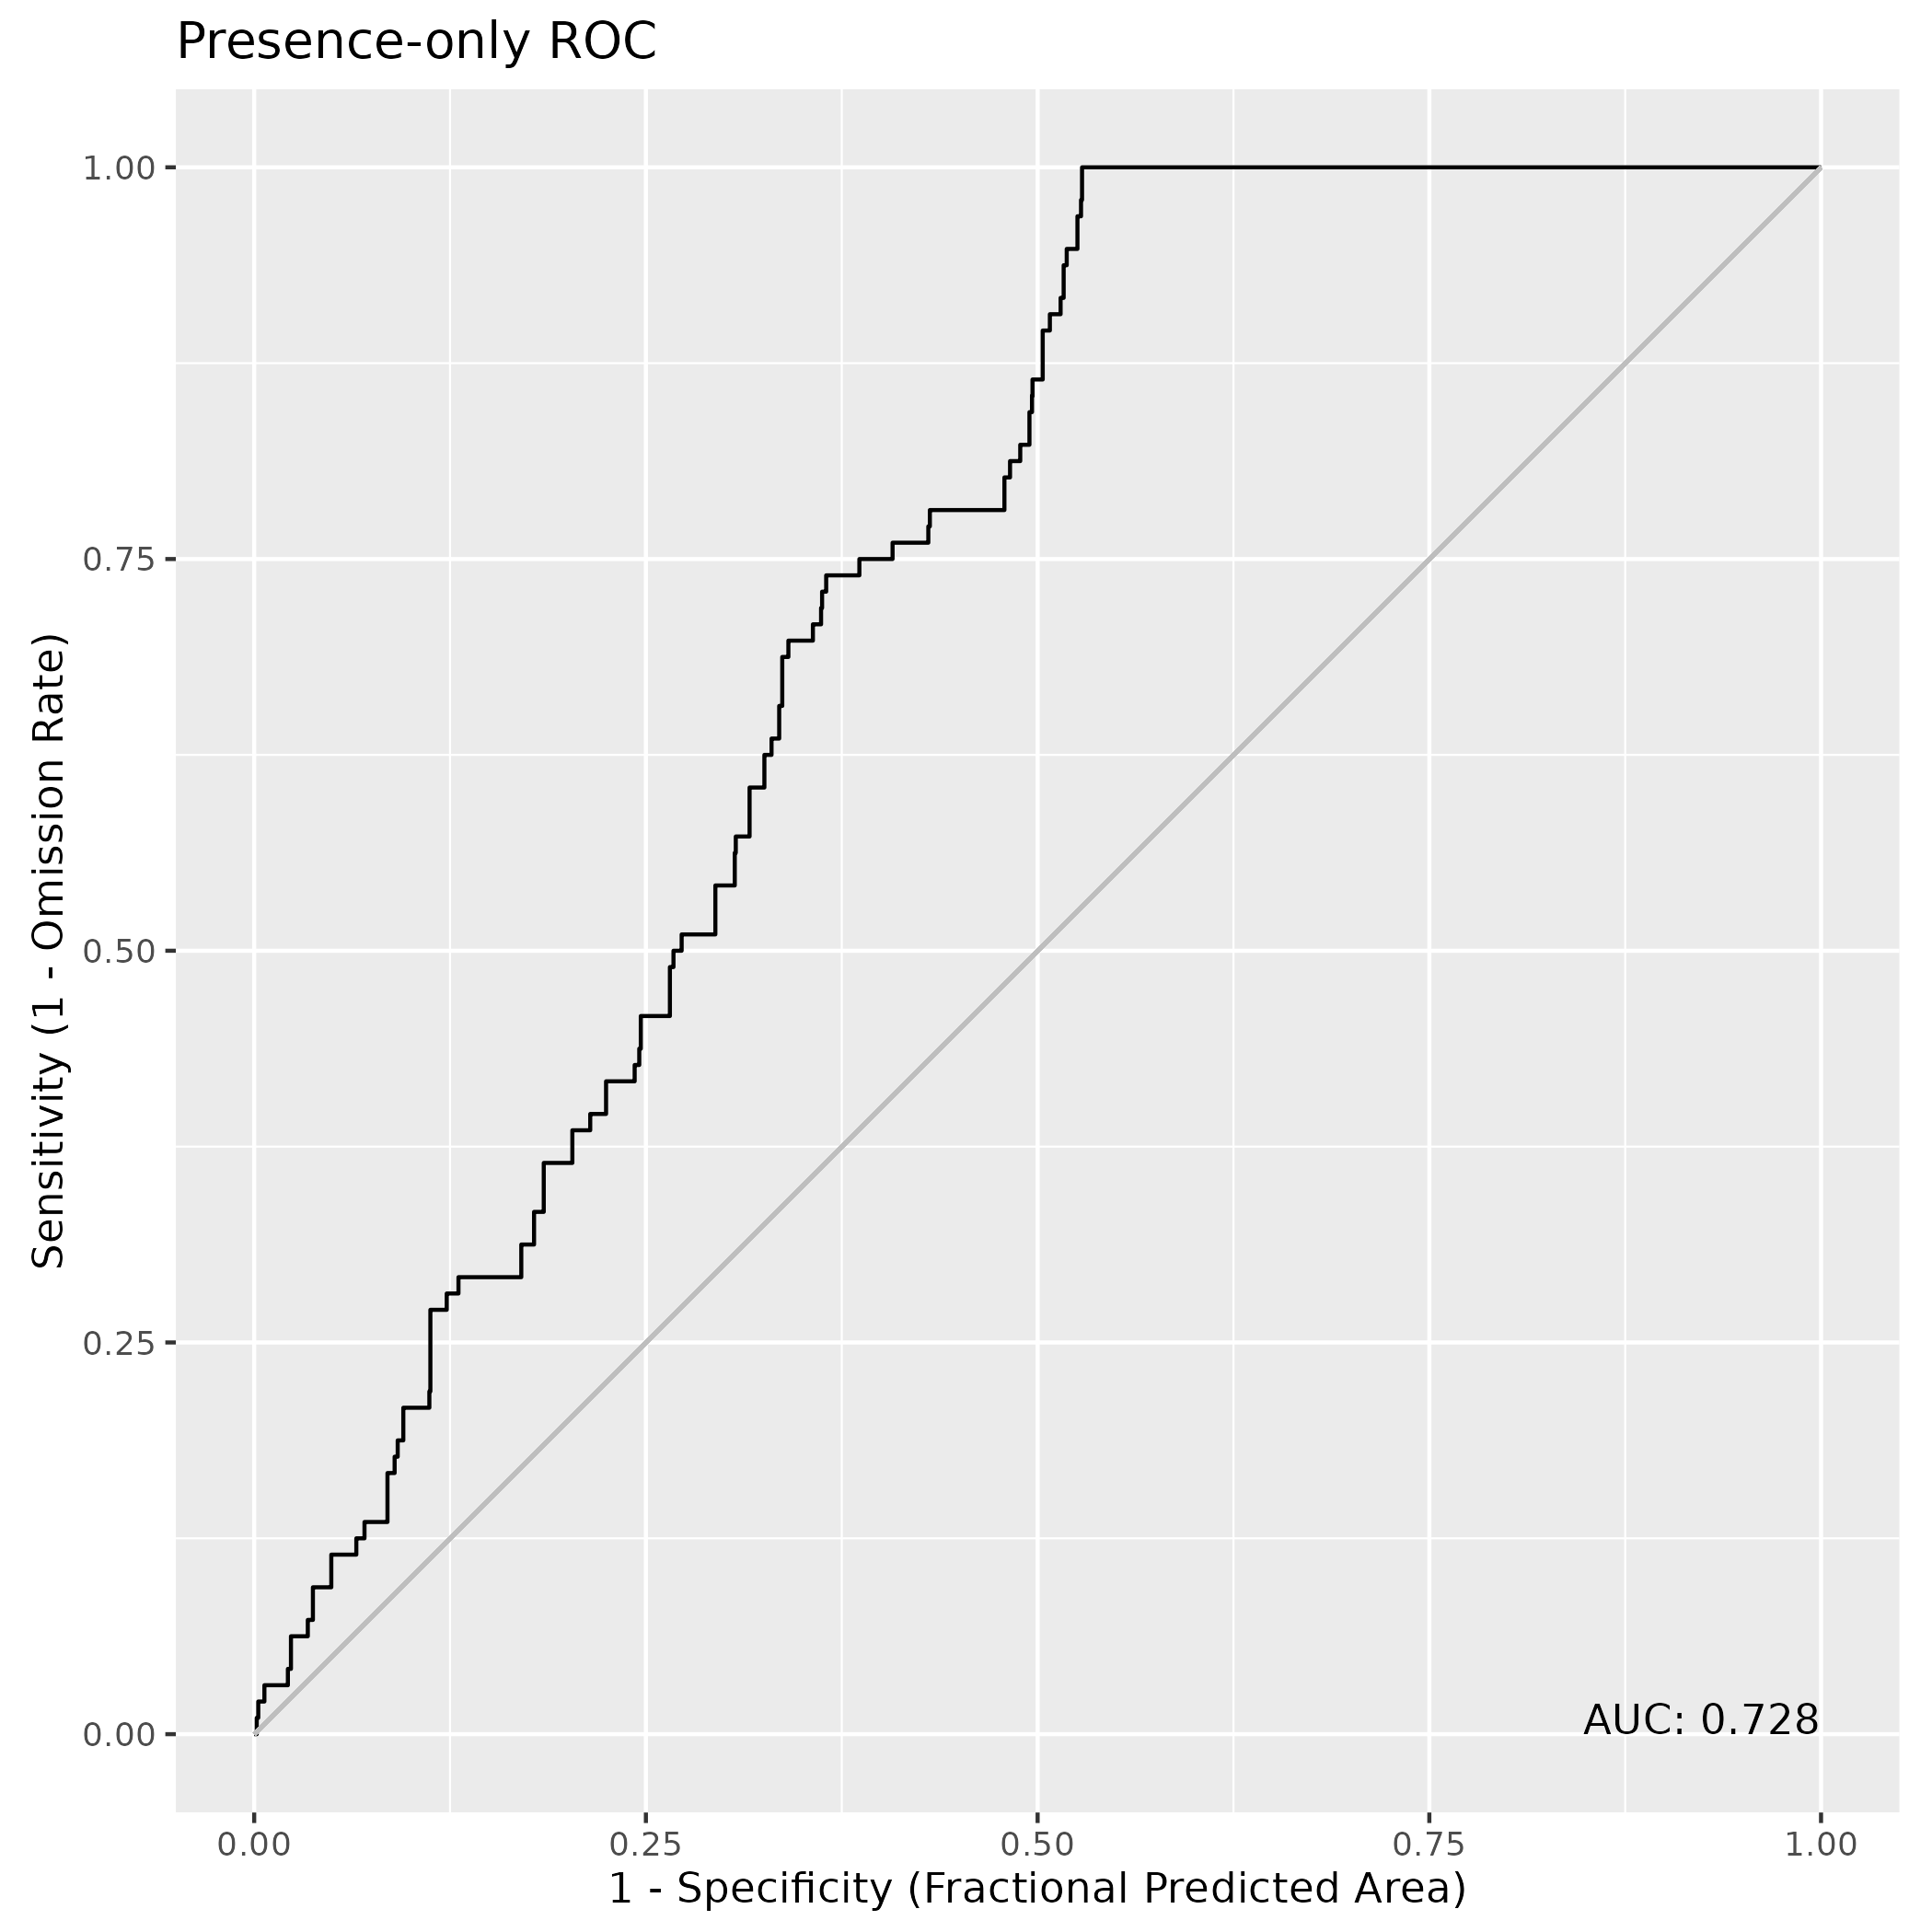 Presence-only ROC
1.00
0.75
0.50
0.25
0.00
Sensitivity (1 - Omission Rate)
AUC: 0.728
0.00
0.25
0.50
0.75
1.00
1 - Specificity (Fractional Predicted Area)